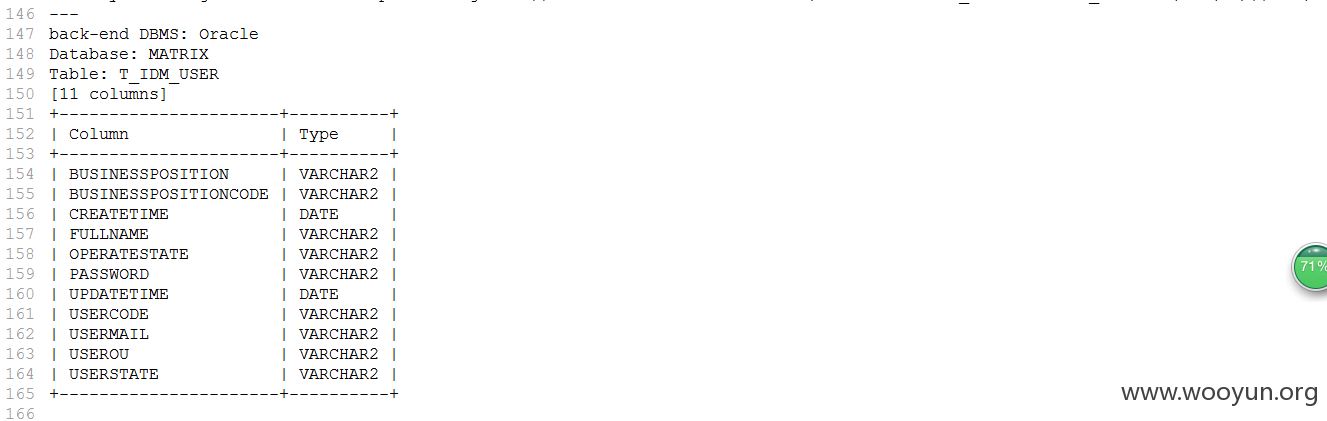 146 ---
147 back-end DBMS: Oracle
148 Database: MATRIX
149 Table: T_IDM_USER
150 [11 columns]
151 +----------------------+----------+
152 | Column | Type |
153 +----------------------+----------+
154 | BUSINESSPOSITION | VARCHAR2 |
155 | BUSINESSPOSITIONCODE | VARCHAR2 |
156 | CREATETIME | DATE |
157 | FULLNAME | VARCHAR2 |
158 | OPERATESTATE | VARCHAR2 |
159 | PASSWORD | VARCHAR2 |
160 | UPDATETIME | DATE |
161 | USERCODE | VARCHAR2 |
162 | USERMAIL | VARCHAR2 |
163 | USEROU | VARCHAR2 |
164 | USERSTATE | VARCHAR2 |
165 +----------------------+----------+
166
71%
www.wooyun.org